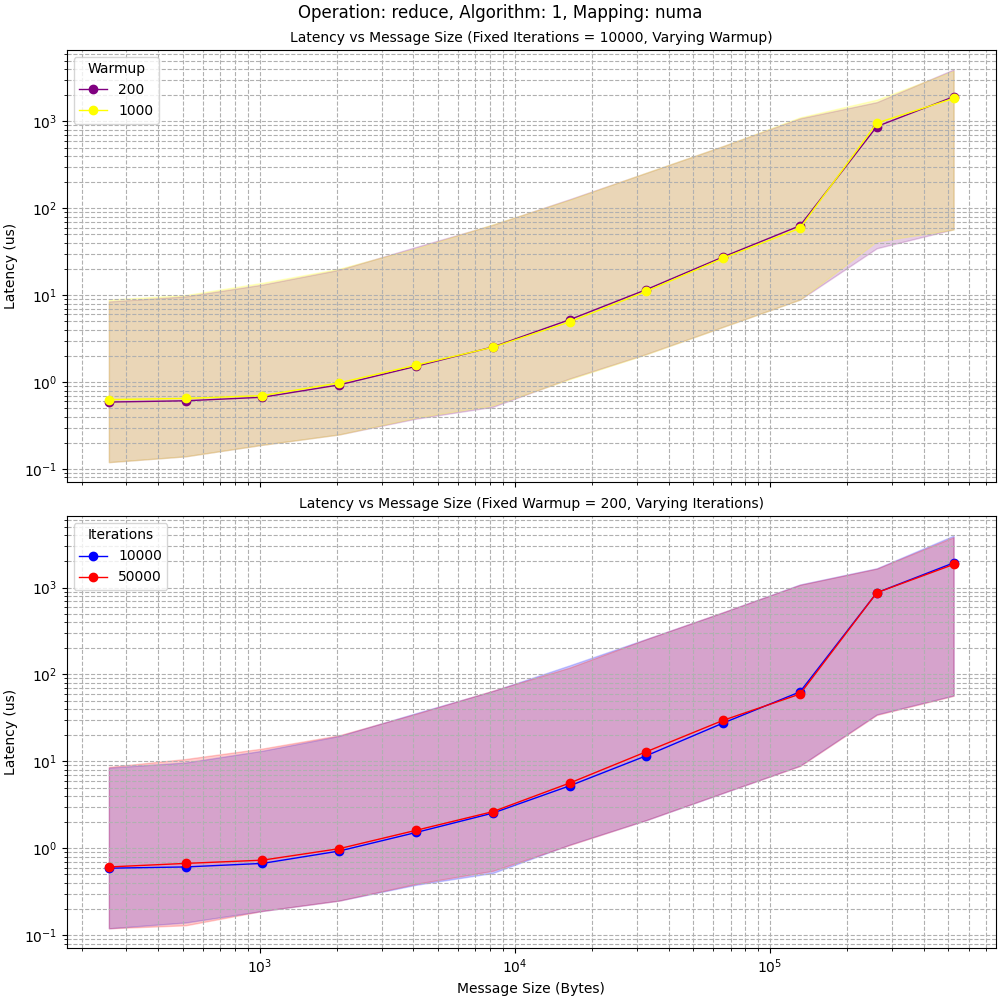 Operation: reduce, Algorithm: 1, Mapping: numa
Latency vs Message Size (Fixed Iterations = 10000, Varying Warmup)
Warmup
200
1000
10³
10²
10¹
10⁰
10⁻¹
Latency (us)
Latency vs Message Size (Fixed Warmup = 200, Varying Iterations)
Iterations
10000
50000
10³
10²
10¹
10⁰
10⁻¹
Latency (us)
10³ 10⁴ 10⁵
Message Size (Bytes)